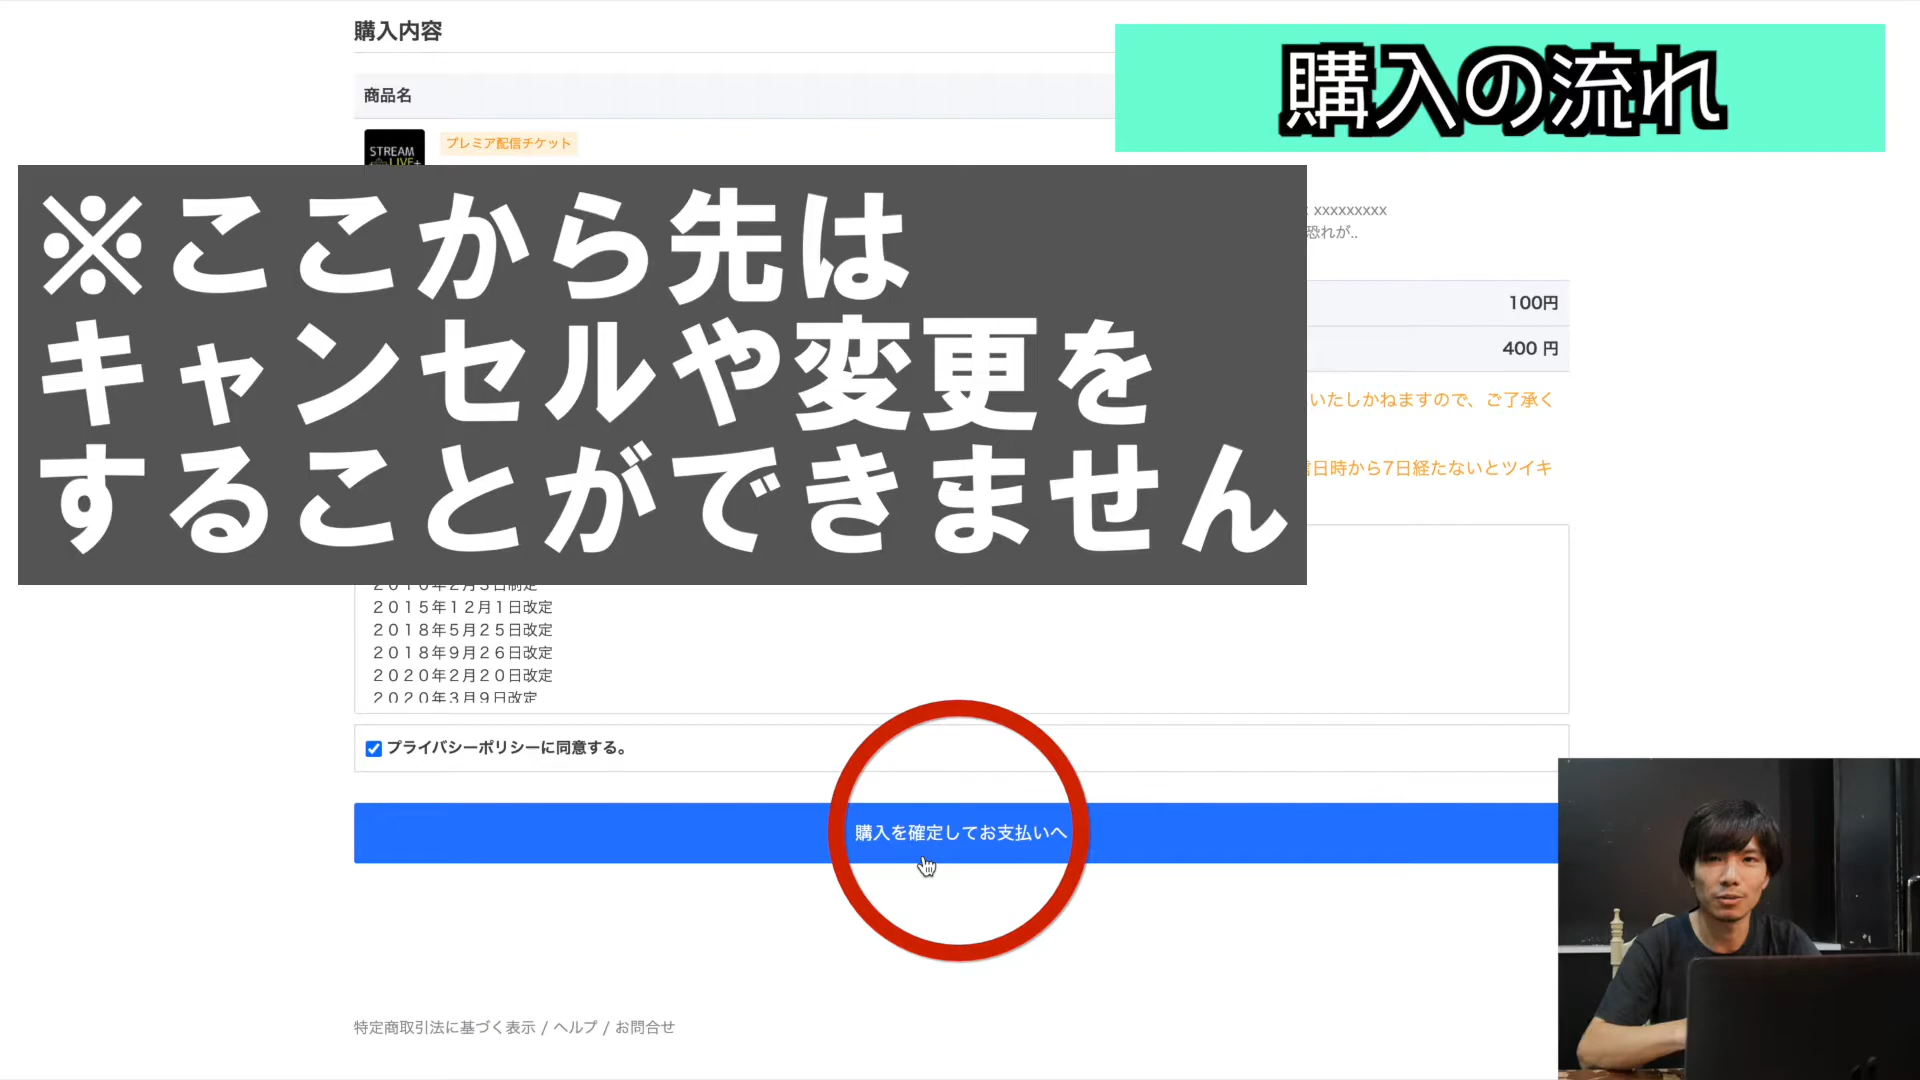 購入内容
購入の流れ
商品名
STREAM
LIVE+
プレミア配信チケット
※ここから先は
キャンセルや変更を
することができません
xxxxxxxxx
恐れが..
100円
400 円
いたしかねますので、ご了承く
日時から7日経たないとツイキ
２０１５年１２月１日改定
２０１８年５月２５日改定
２０１８年９月２６日改定
２０２０年２月２０日改定
２０２０年３月９日改定
プライバシーポリシーに同意する。
購入を確定してお支払いへ
特定商取引法に基づく表示 / ヘルプ / お問合せ